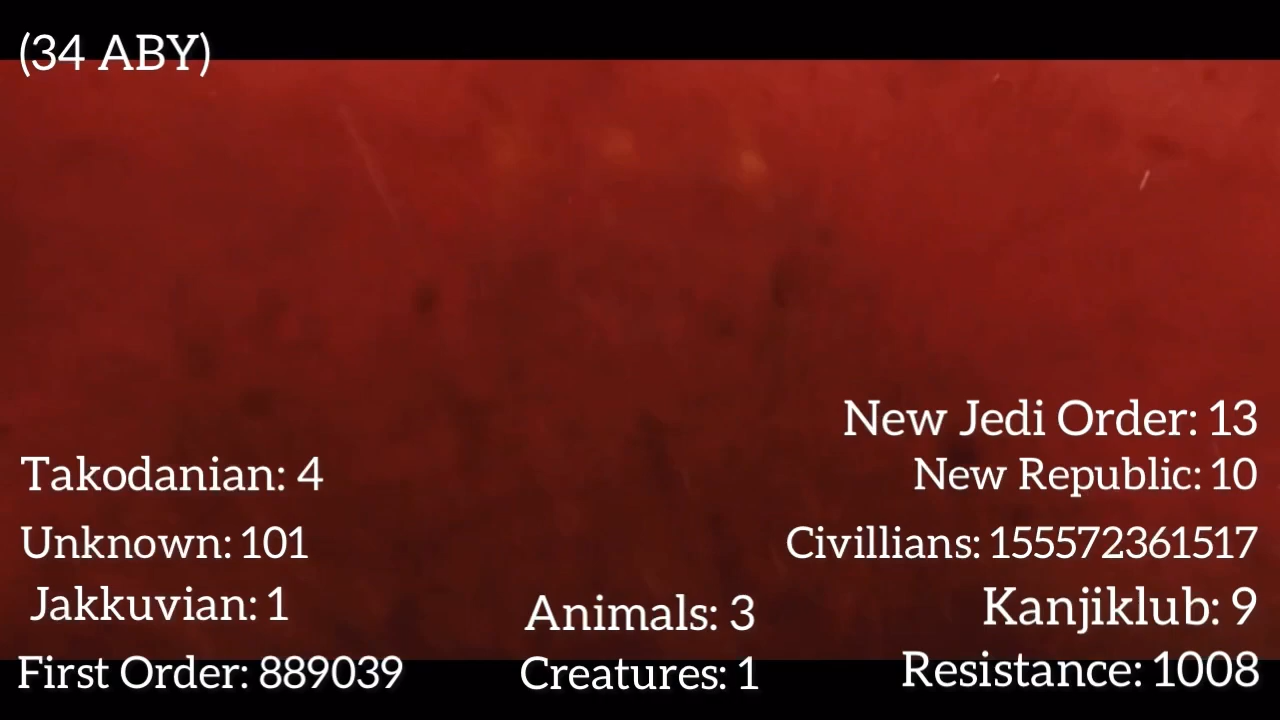 (34 ABY)
New Jedi Order: 13
Takodanian: 4
New Republic: 10
Unknown: 101
Civillians: 155572361517
Jakkuvian: 1
Animals: 3
Kanjiklub: 9
First Order: 889039
Creatures: 1
Resistance: 1008